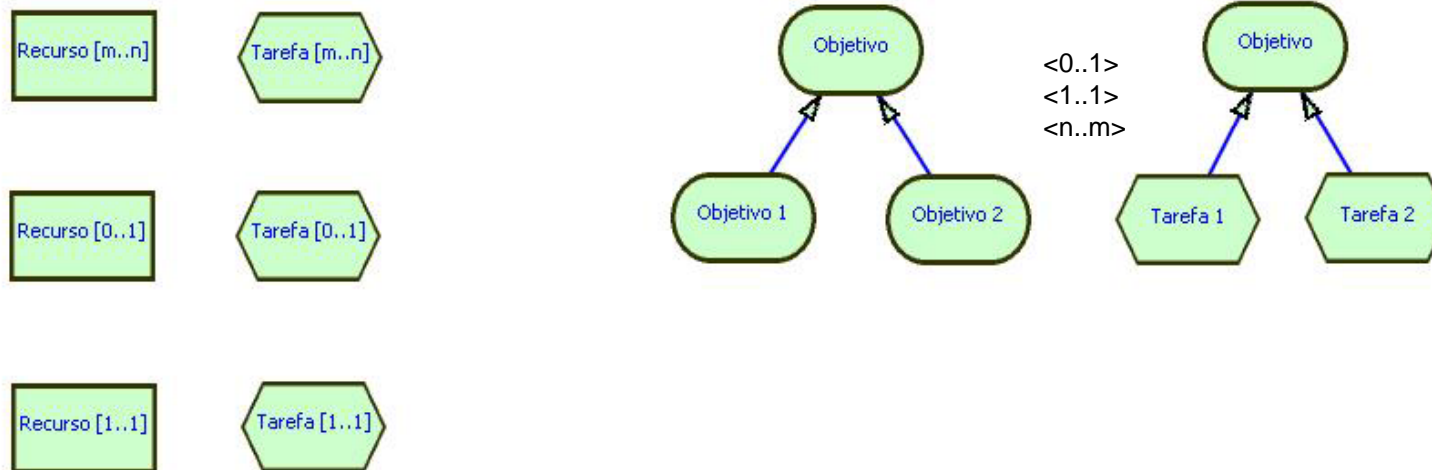 Recurso [m..n]
Tarefa [m..n]
Objetivo
<0..1>
<1..1>
<n..m>
Objetivo
Objetivo 1
Objetivo 2
Tarefa 1
Tarefa 2
Recurso [0..1]
Tarefa [0..1]
Recurso [1..1]
Tarefa [1..1]